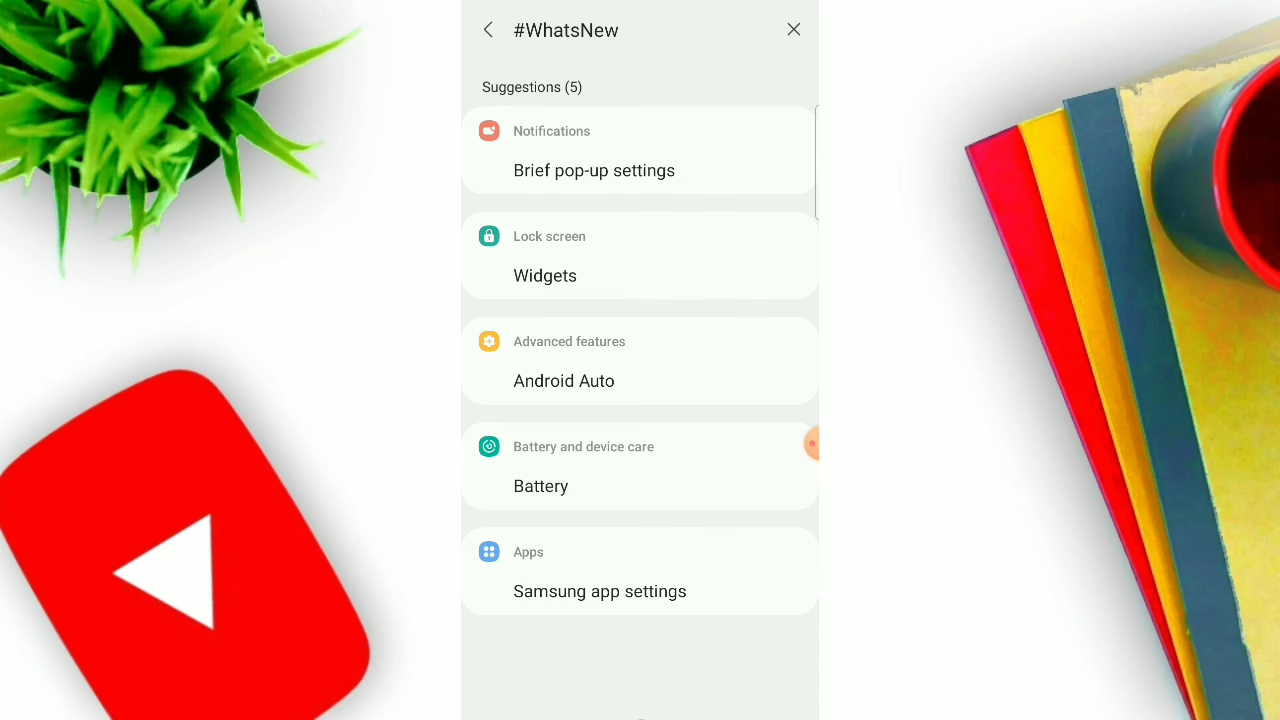 #WhatsNew
Suggestions (5)
Notifications
Brief pop-up settings
Lock screen
Widgets
Advanced features
Android Auto
Battery and device care
Battery
Apps
Samsung app settings